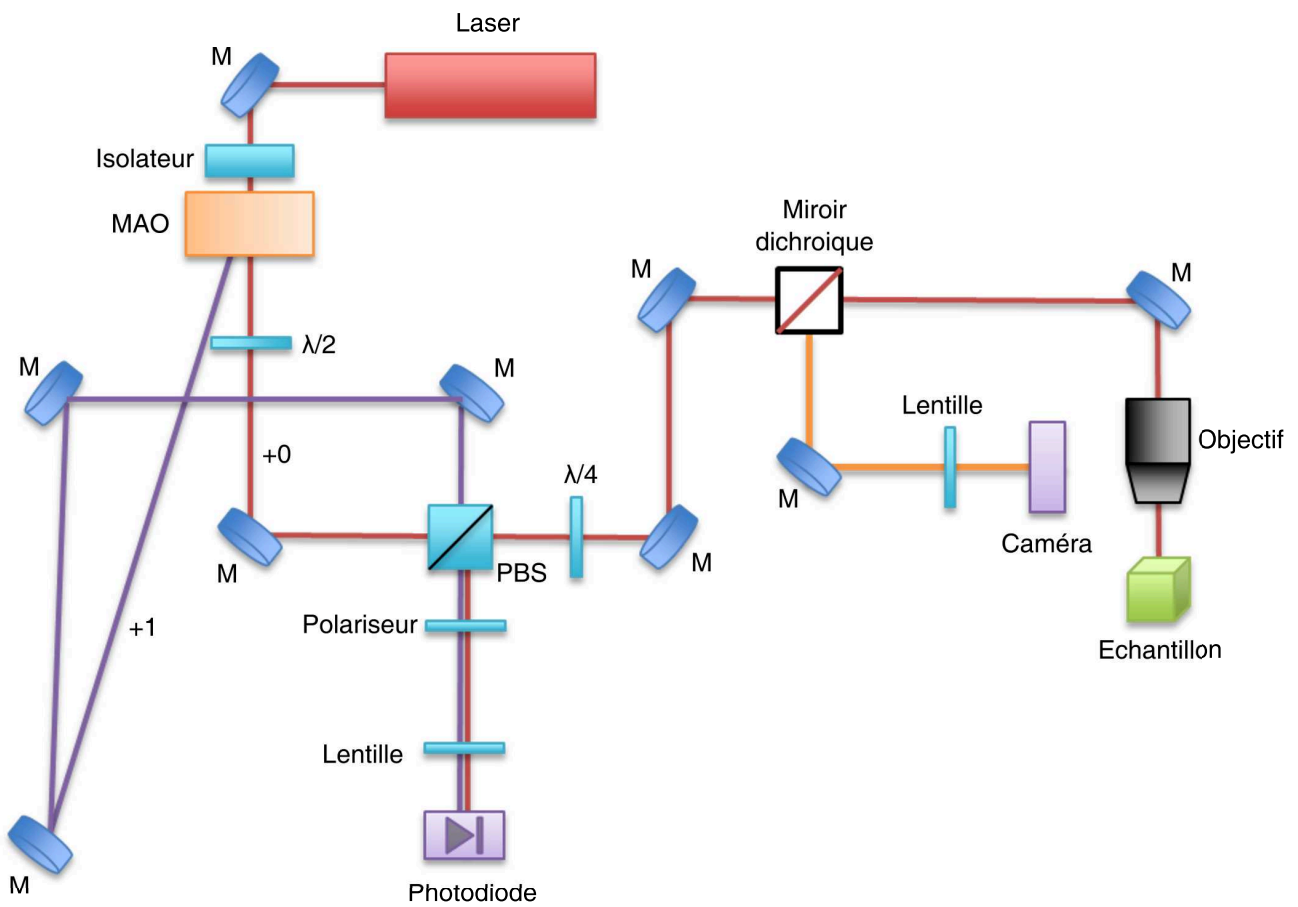 Laser
M
Isolateur
MAO
Miroir
dichroique
M
M
λ/2
M
M
Lentille
Objectif
+0
λ/4
M
Caméra
M
PBS
M
Polariseur
+1
Echantillon
Lentille
M
Photodiode